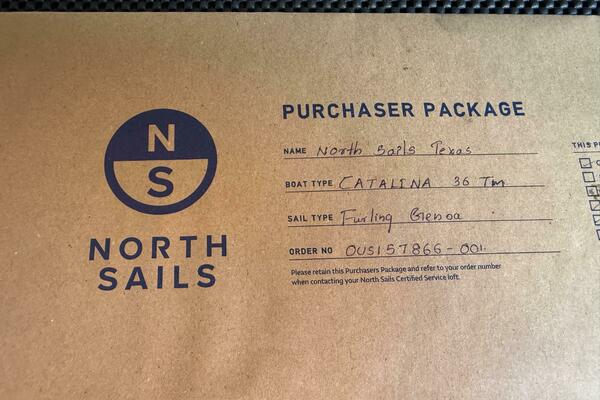 N
S
NORTH
SAILS
PURCHASER PACKAGE
NAME North Sails Texas
BOAT TYPE CATALINA 36 Tm
SAIL TYPE Furling Genoa
ORDER NO OUS157866-001
Please retain this Purchasers Package and refer to your order number
when contacting your North Sails Certified Service loft.
THIS P